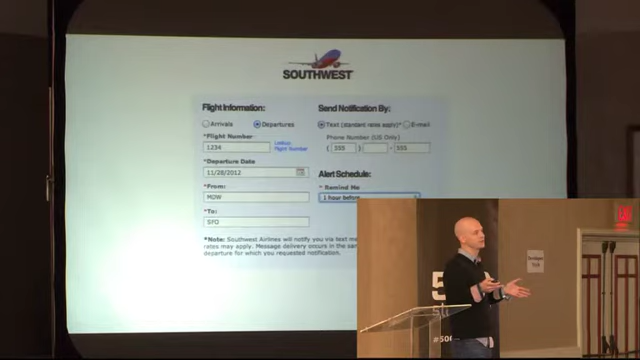 SOUTHWEST
Flight Information:
Arrivals Departures
*Flight Number
1234
Lookup
Flight Number
*Departure Date
11/28/2012
*From:
MDW
*To:
SFO
Send Notification By:
Text (standard rates apply)* E-mail
Phone Number (US Only)
( 555 ) - 555
Alert Schedule:
* Remind Me
1 hour before
*Note: Southwest Airlines will notify you via text
rates may apply. Message delivery occurs in the
departure for which you requested notification.
#500